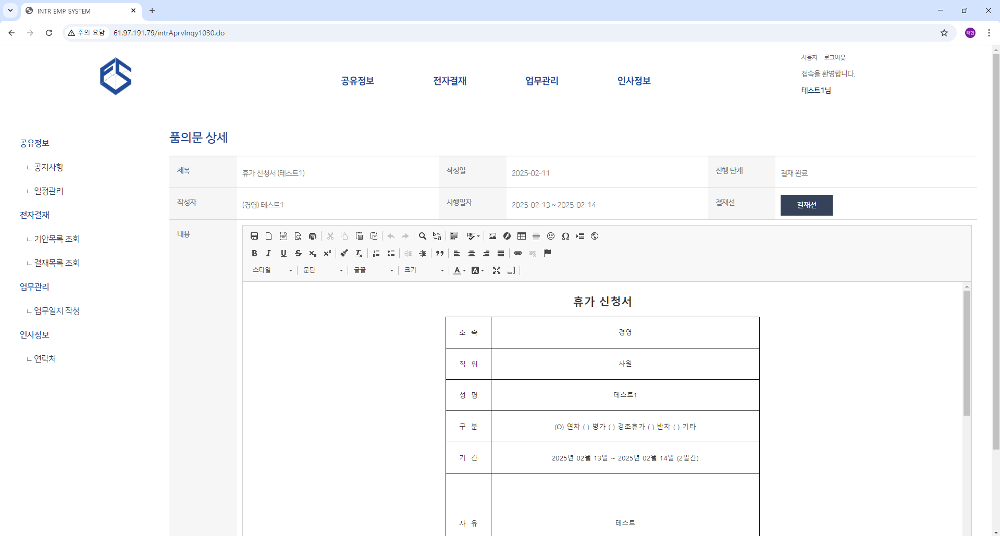 INTR EMP SYSTEM
주의 요함
61.97.191.79/intrAprvInqy1030.do
태현
사용자 | 로그아웃
접속을 환영합니다.
테스트1님
공유정보 전자결재 업무관리 인사정보
공유정보
ㄴ 공지사항
ㄴ 일정관리
전자결재
ㄴ 기안목록 조회
ㄴ 결재목록 조회
업무관리
ㄴ 업무일지 작성
인사정보
ㄴ 연락처
품의문 상세
제목 휴가 신청서 (테스트1) 작성일 2025-02-11 진행 단계 결재 완료
작성자 (경영) 테스트1 시행일자 2025-02-13 ~ 2025-02-14 결재선 결재선
내용
스타일 문단 글꼴 크기
휴가 신청서
소 속 경영
직 위 사원
성 명 테스트1
구 분 (O) 연차 ( ) 병가 ( ) 경조휴가 ( ) 반차 ( ) 기타
기 간 2025년 02월 13일 ~ 2025년 02월 14일 (2일간)
사 유 테스트